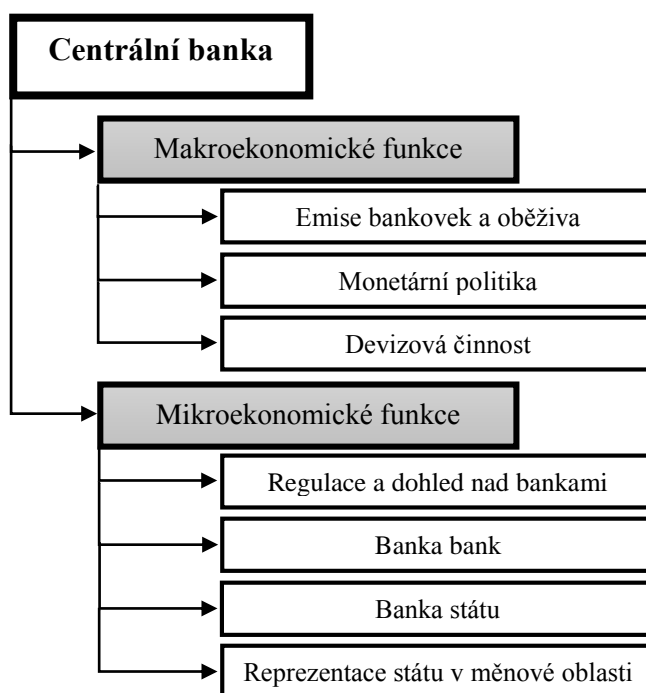 Centrální banka
Makroekonomické funkce
Emise bankovek a oběživa
Monetární politika
Devizová činnost
Mikroekonomické funkce
Regulace a dohled nad bankami
Banka bank
Banka státu
Reprezentace státu v měnové oblasti